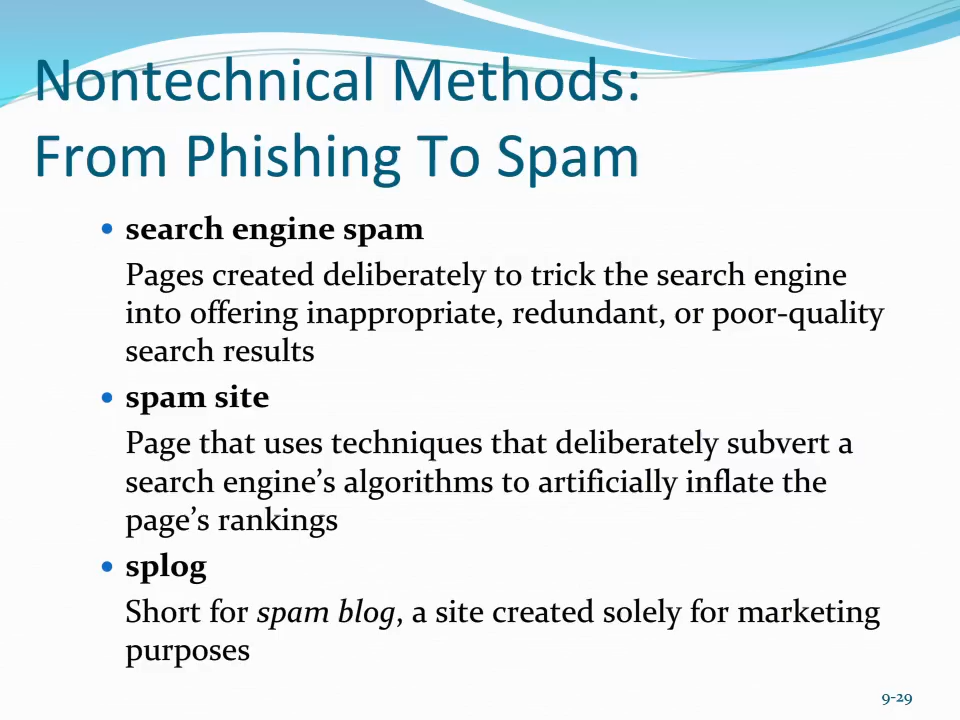 Nontechnical Methods:
From Phishing To Spam
• search engine spam
Pages created deliberately to trick the search engine
into offering inappropriate, redundant, or poor-quality
search results
• spam site
Page that uses techniques that deliberately subvert a
search engine’s algorithms to artificially inflate the
page’s rankings
• splog
Short for spam blog, a site created solely for marketing
purposes
9-29